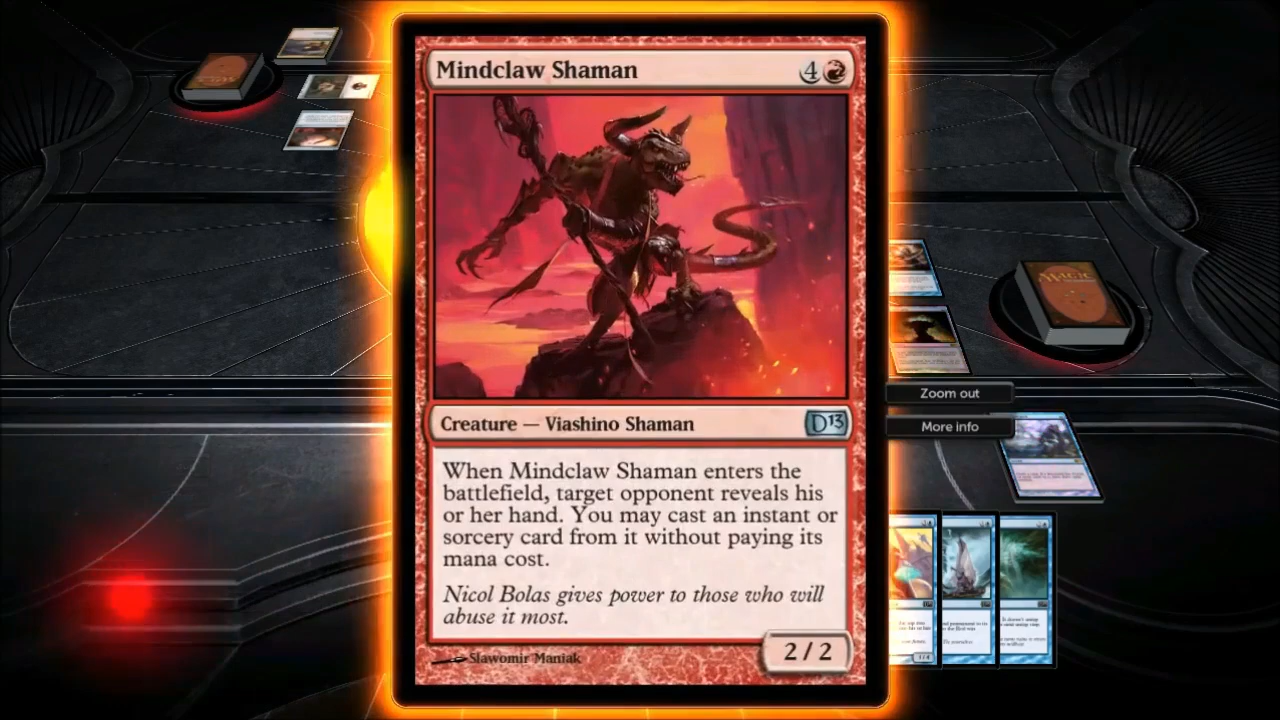 Mindclaw Shaman
4
Creature — Viashino Shaman
D13
When Mindclaw Shaman enters the
battlefield, target opponent reveals his
or her hand. You may cast an instant or
sorcery card from it without paying its
mana cost.
Nicol Bolas gives power to those who will
abuse it most.
Slawomir Maniak
2 / 2
MAGIC
Zoom out
More info